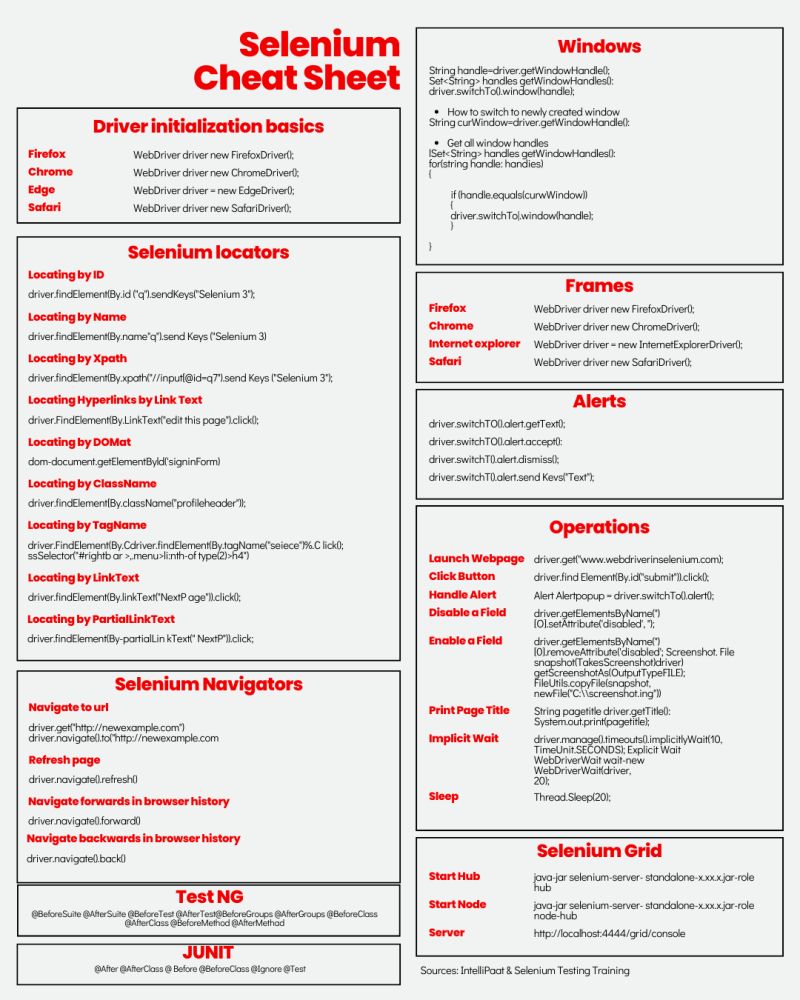 Selenium
Cheat Sheet
Driver initialization basics
Firefox WebDriver driver new FirefoxDriver();
Chrome WebDriver driver new ChromeDriver();
Edge WebDriver driver = new EdgeDriver();
Safari WebDriver driver new SafariDriver();
Selenium locators
Locating by ID
driver.findElement(By.id ("q").sendKeys("Selenium 3");
Locating by Name
driver.findElement(By.name"q").send Keys ("Selenium 3)
Locating by Xpath
driver.findElement(By.xpath("//input[@id=q7").send Keys ("Selenium 3");
Locating Hyperlinks by Link Text
driver.FindElement(By.LinkText("edit this page").click();
Locating by DOMat
dom-document.getElementById('signinForm)
Locating by ClassName
driver.findElement(By.className("profileheader"));
Locating by TagName
driver.FindElement(By.Cdriver.findElement(By.tagName("seiece")%.C lick();
ssSelector("#rightb ar >,.menu>li:nth-of type(2)>h4")
Locating by LinkText
driver.findElement(By.linkText("NextP age")).click();
Locating by PartialLinkText
driver.findElement(By-partialLin kText(" NextP")).click;
Selenium Navigators
Navigate to url
driver.get("http://newexample.com")
driver.navigate().to("http://newexample.com
Refresh page
driver.navigate().refresh()
Navigate forwards in browser history
driver.navigate().forward()
Navigate backwards in browser history
driver.navigate().back()
Test NG
@BeforeSuite @AfterSuite @BeforeTest @AfterTest@BeforeGroups @AfterGroups @BeforeClass
@AfterClass @BeforeMethod @AfterMethad
JUNIT
@After @AfterClass @ Before @BeforeClass @Ignore @Test
Windows
String handle=driver.getWindowHandle();
Set<String> handles getWindowHandles():
driver.switchTo().window(handle);
• How to switch to newly created window
String curWindow=driver.getWindowHandle():
• Get all window handles
ISet<String> handles getWindowHandles():
for(string handle: handies)
{
if (handle.equals(curwWindow))
{
driver.switchTo|.window(handle);
}
}
Frames
Firefox WebDriver driver new FirefoxDriver();
Chrome WebDriver driver new ChromeDriver();
Internet explorer WebDriver driver = new InternetExplorerDriver();
Safari WebDriver driver new SafariDriver();
Alerts
driver.switchTO().alert.getText();
driver.switchTO().alert.accept():
driver.switchT().alert.dismiss();
driver.switchT().alert.send Kevs("Text");
Operations
Launch Webpage driver.get("www.webdriverinselenium.com);
Click Button driver.find Element(By.id("submit")).click();
Handle Alert Alert Alertpopup = driver.switchTo().alert();
Disable a Field driver.getElementsByName('')
[O].setAttribute('disabled', ");
Enable a Field driver.getElementsByName('')
[0].removeAttribute('disabled'; Screenshot. File
snapshot(TakesScreenshot)driver)
getScreenshotAs(OutputTypeFILE);
FileUtils.copyFile(snapshot,
newFile("C:\\screenshot.ing"))
Print Page Title String pagetitle driver.getTitle():
System.out.print(pagetitle);
Implicit Wait driver.manage().timeouts().implicitlyWait(10,
TimeUnit.SECONDS); Explicit Wait
WebDriverWait wait-new
WebDriverWait(driver,
20);
Sleep Thread.Sleep(20);
Selenium Grid
Start Hub java-jar selenium-server- standalone-x.xx.x.jar-role
hub
Start Node java-jar selenium-server- standalone-x.xx.x.jar-role
node-hub
Server http://localhost:4444/grid/console
Sources: IntelliPaat & Selenium Testing Training